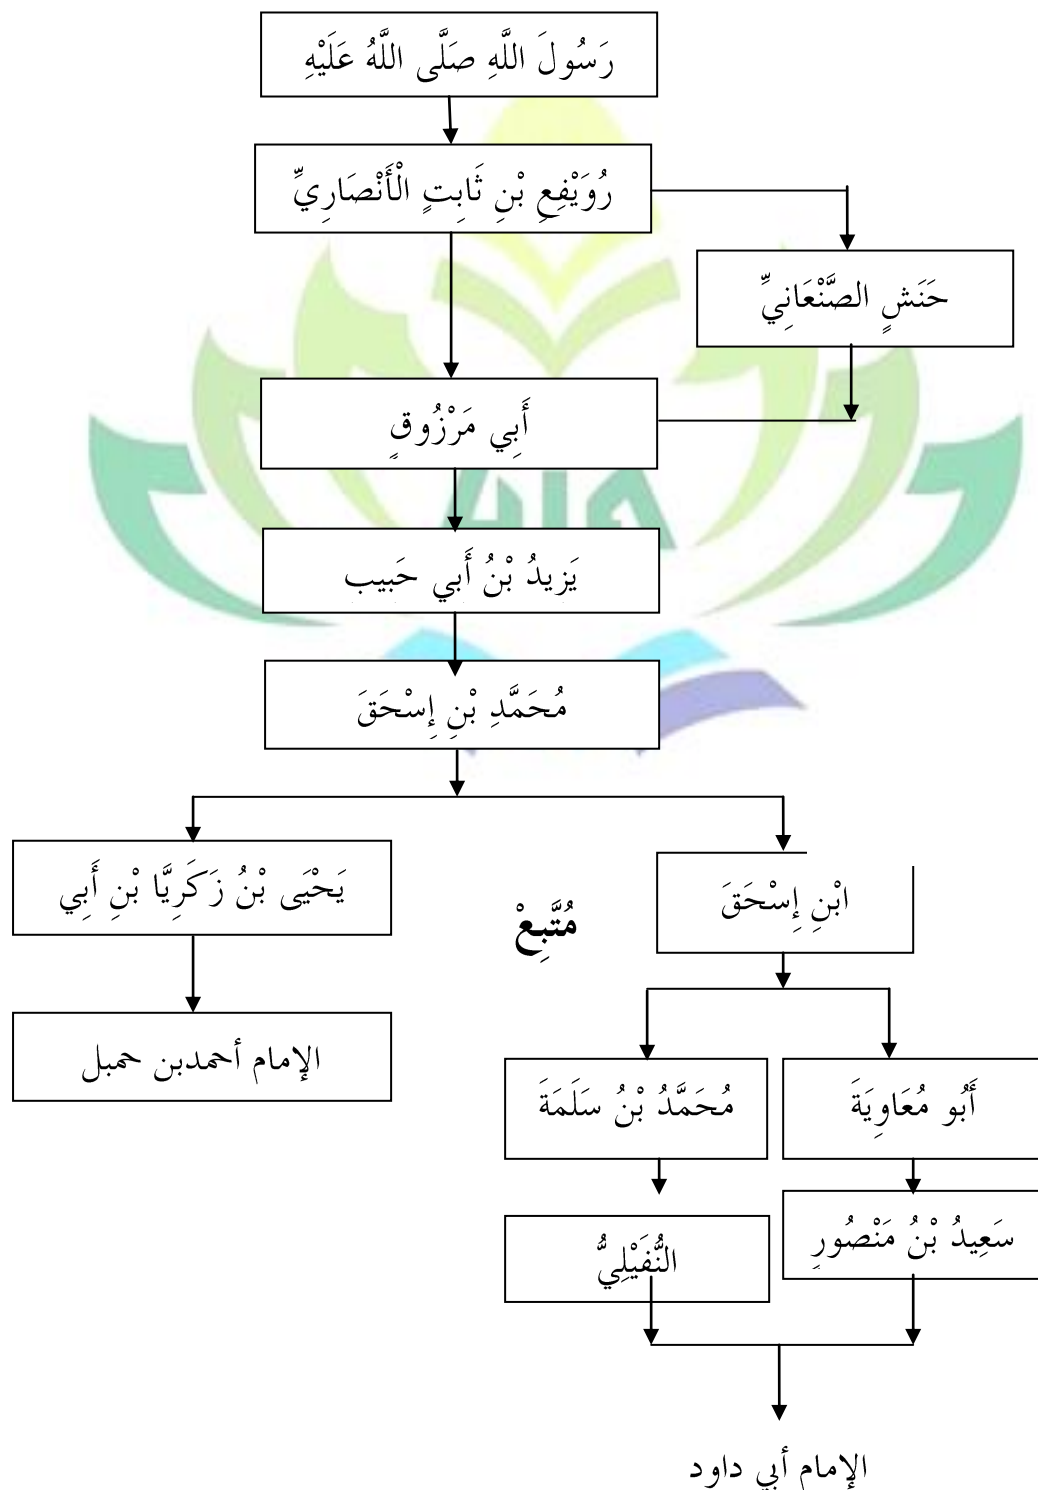 رَسُولَ اللَّهِ صَلَّى اللَّهُ عَلَيْهِ
رُوَيْفِعِ بْنِ ثَابِتٍ الْأَنْصَارِيِّ
حَنَشٍ الصَّنْعَانِيِّ
أَبِي مَرْزُوقٍ
يَزِيدُ بْنُ أَبِي حَبِيب
مُحَمَّدِ بْنِ إِسْحَقَ
يَحْيَى بْنُ زَكَرِيَّا بْنِ أَبِي
مُتَّبِعْ
ابْنِ إِسْحَقَ
الإمام أحمدبن حمبل
أَبُو مُعَاوِيَةَ
مُحَمَّدُ بْنُ سَلَمَةَ
سَعِيدُ بْنُ مَنْصُورٍ
النُّفَيْلِيُّ
الإمام أبي داود